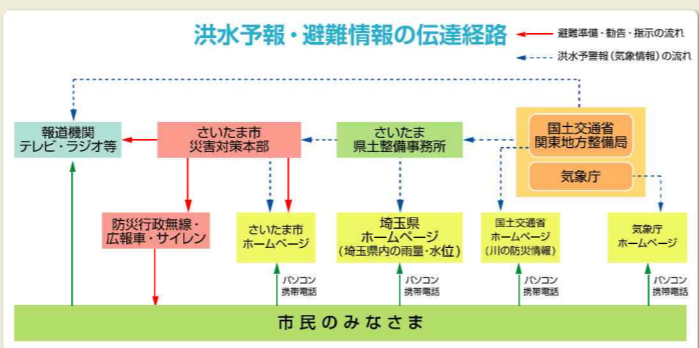 洪水予報・避難情報の伝達経路
避難準備・勧告・指示の流れ
洪水予警報(気象情報)の流れ
報道機関
テレビ・ラジオ等
さいたま市
災害対策本部
さいたま
県土整備事務所
国土交通省
関東地方整備局
気象庁
防災行政無線・
広報車・サイレン
さいたま市
ホームページ
埼玉県
ホームページ
(埼玉県内の雨量・水位)
国土交通省
ホームページ
(川の防災情報)
気象庁
ホームページ
パソコン
携帯電話
パソコン
携帯電話
パソコン
携帯電話
パソコン
携帯電話
市民のみなさま